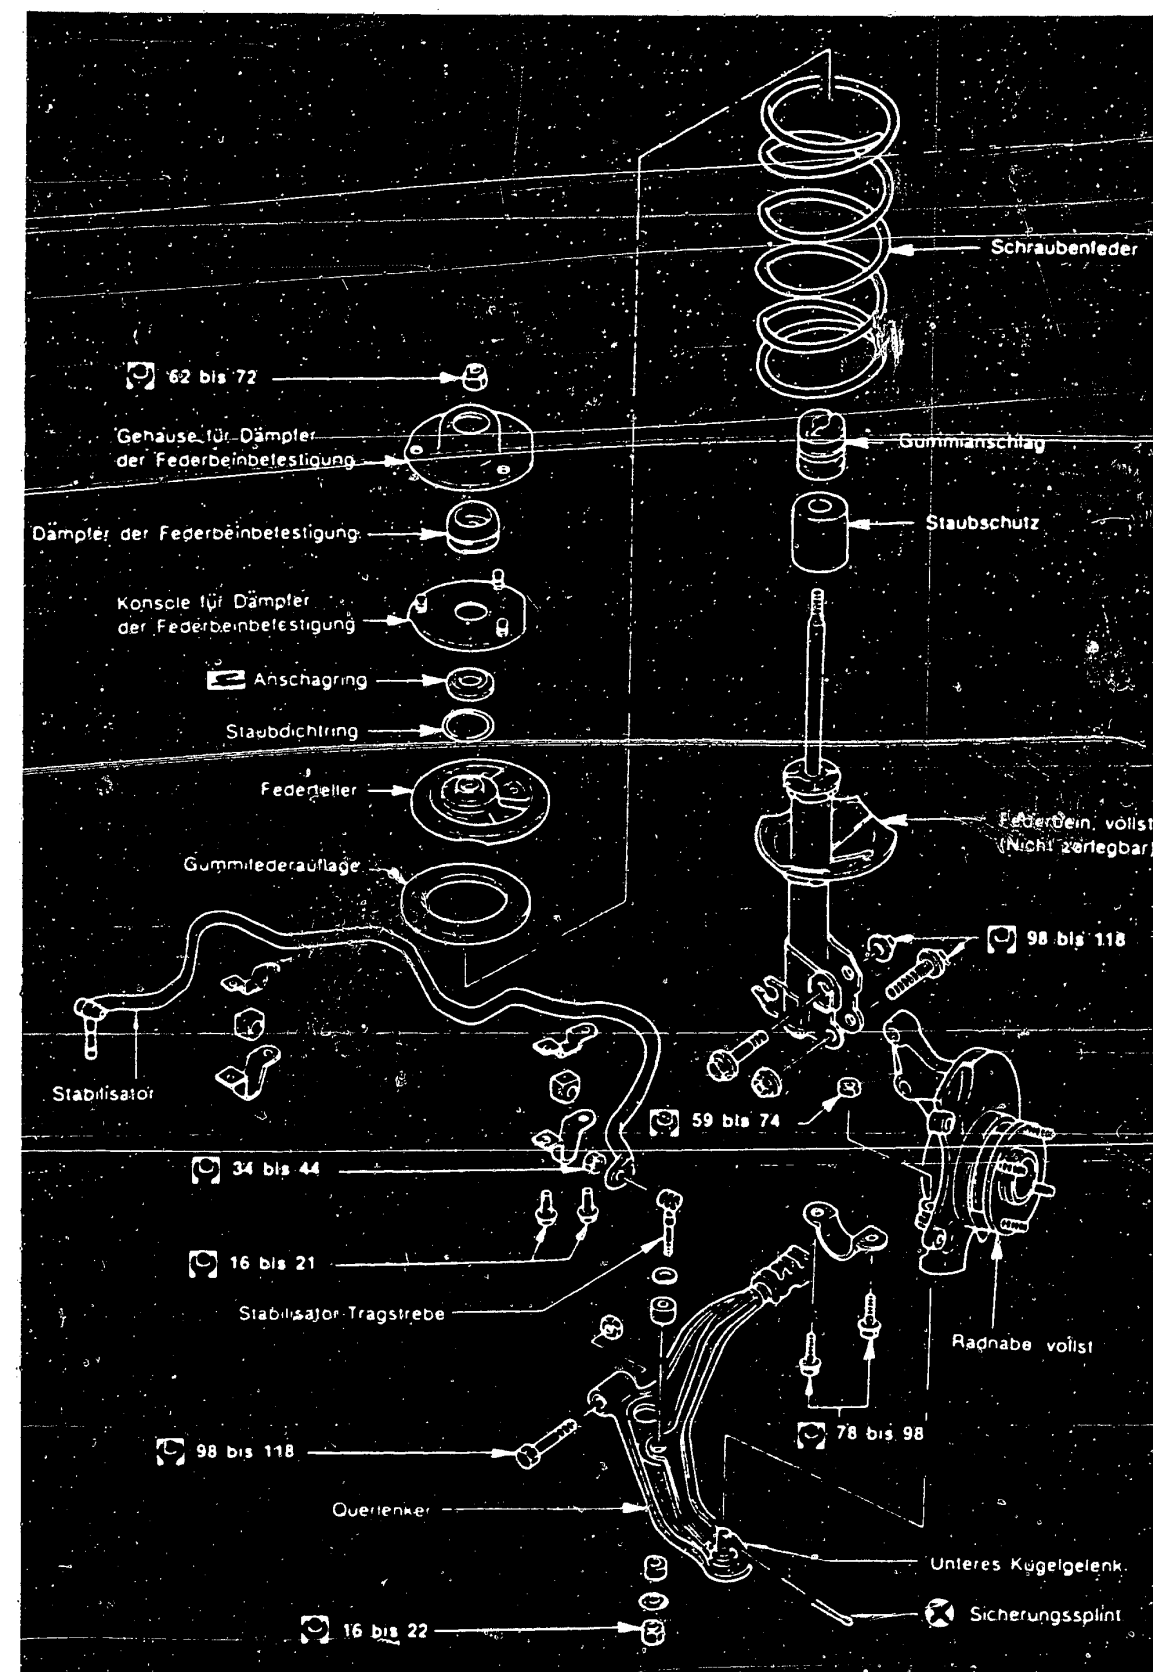 Schraubenfeder
62 bis 72
Gehäuse für Dämpfer
der Federbeinbefestigung
Gummianschlag
Staubschutz
Dämpfer der Federbeinbefestigung
Konsole für Dämpfer
der Federbeinbefestigung
Anschagring
Staubdichtring
Federteller
Federbein, vollst
(Nicht zerlegbar)
Gummifederauflage
98 bis 118
Stabilisator
59 bis 74
34 bis 44
16 bis 21
Stabilisator-Tragstrebe
Radnabe vollst
78 bis 98
98 bis 118
Querlenker
Unteres Kugelgelenk
Sicherungssplint
16 bis 22